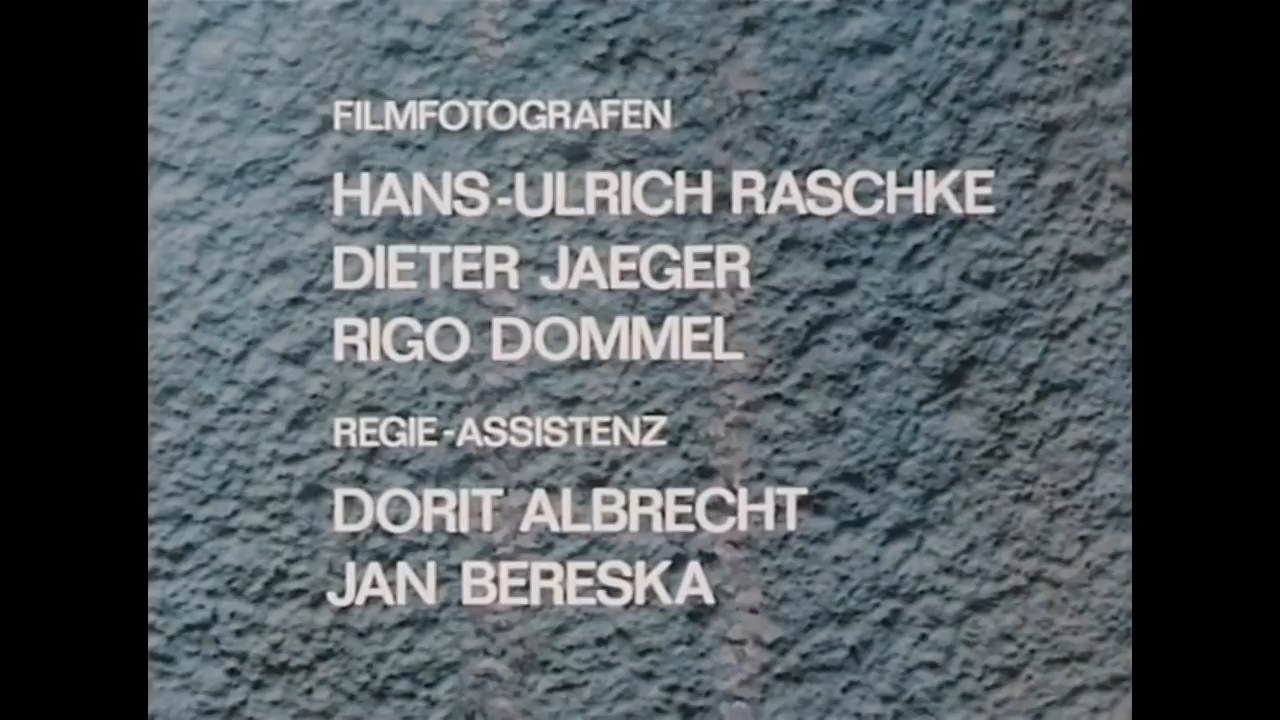 FILMFOTOGRAFEN
HANS-ULRICH RASCHKE
DIETER JAEGER
RIGO DOMMEL
REGIE-ASSISTENZ
DORIT ALBRECHT
JAN BERESKA